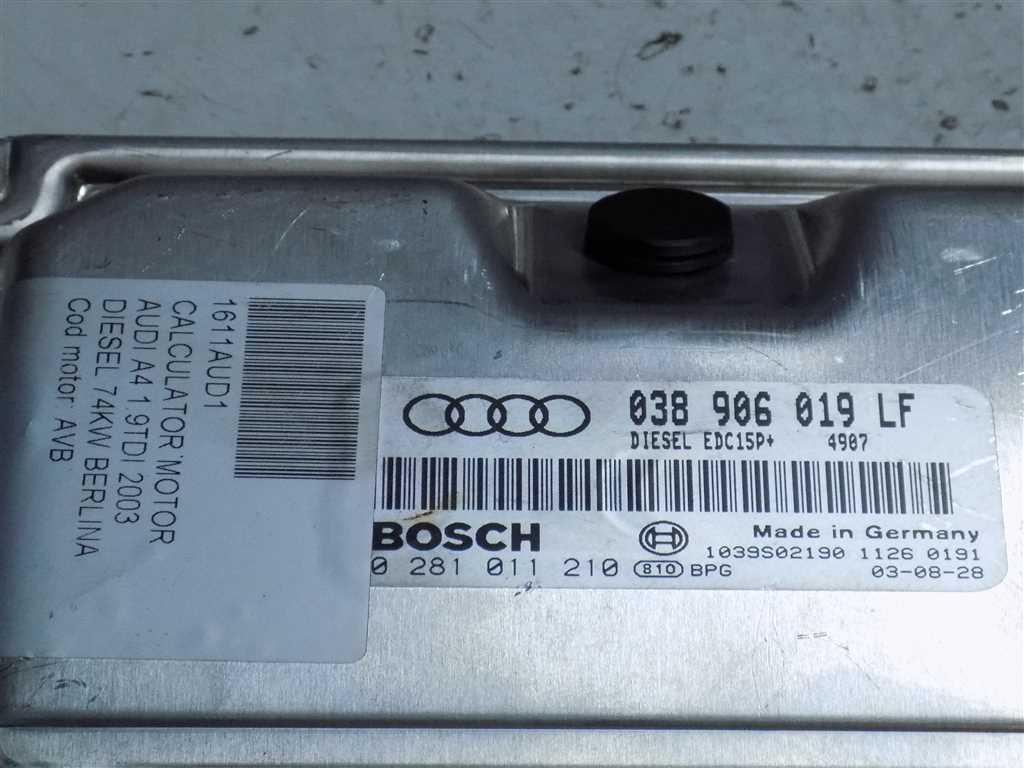 1611AUD1
CALCULATOR MOTOR
AUDI A4 1.9TDI 2003
DIESEL 74KW BERLINA
Cod motor: AVB
038 906 019 LF
DIESEL EDC15P+ 4907
BOSCH
Made in Germany
1039S02190 1126 0191
0 281 011 210 810 BPG
03-08-28